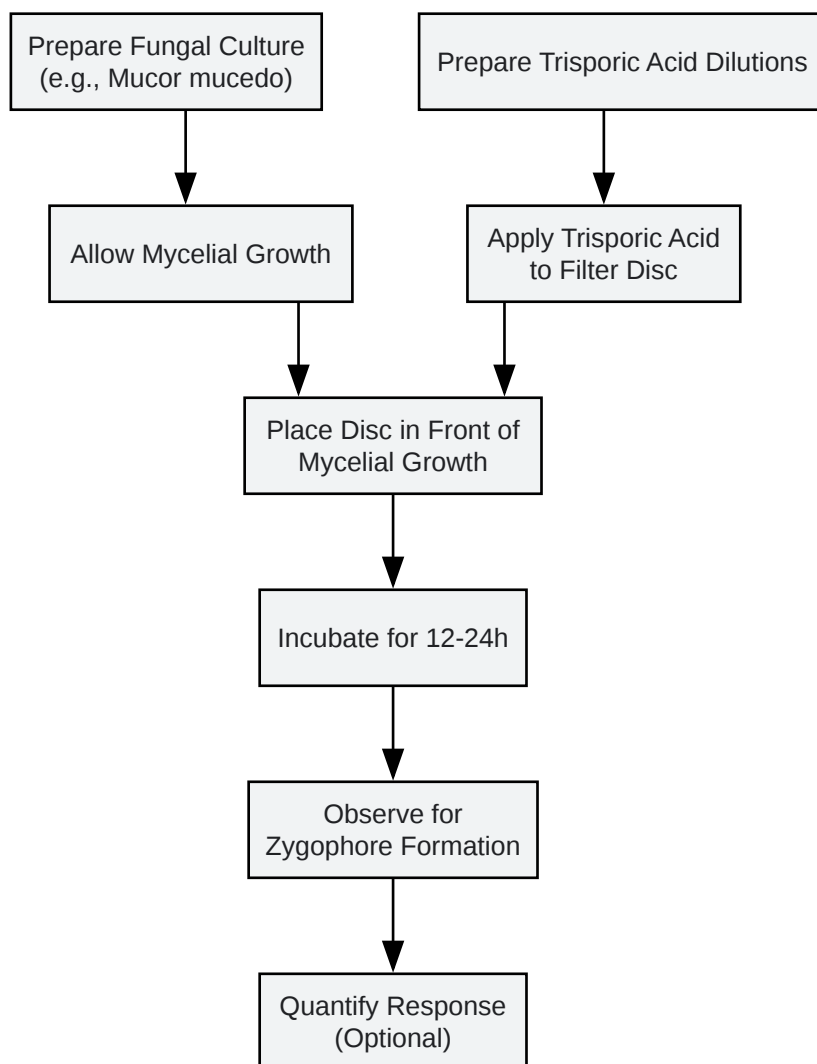 Prepare Fungal Culture
(e.g., Mucor mucedo)
Prepare Trisporic Acid Dilutions
Allow Mycelial Growth
Apply Trisporic Acid
to Filter Disc
Place Disc in Front of
Mycelial Growth
Incubate for 12-24h
Observe for
Zygophore Formation
Quantify Response
(Optional)